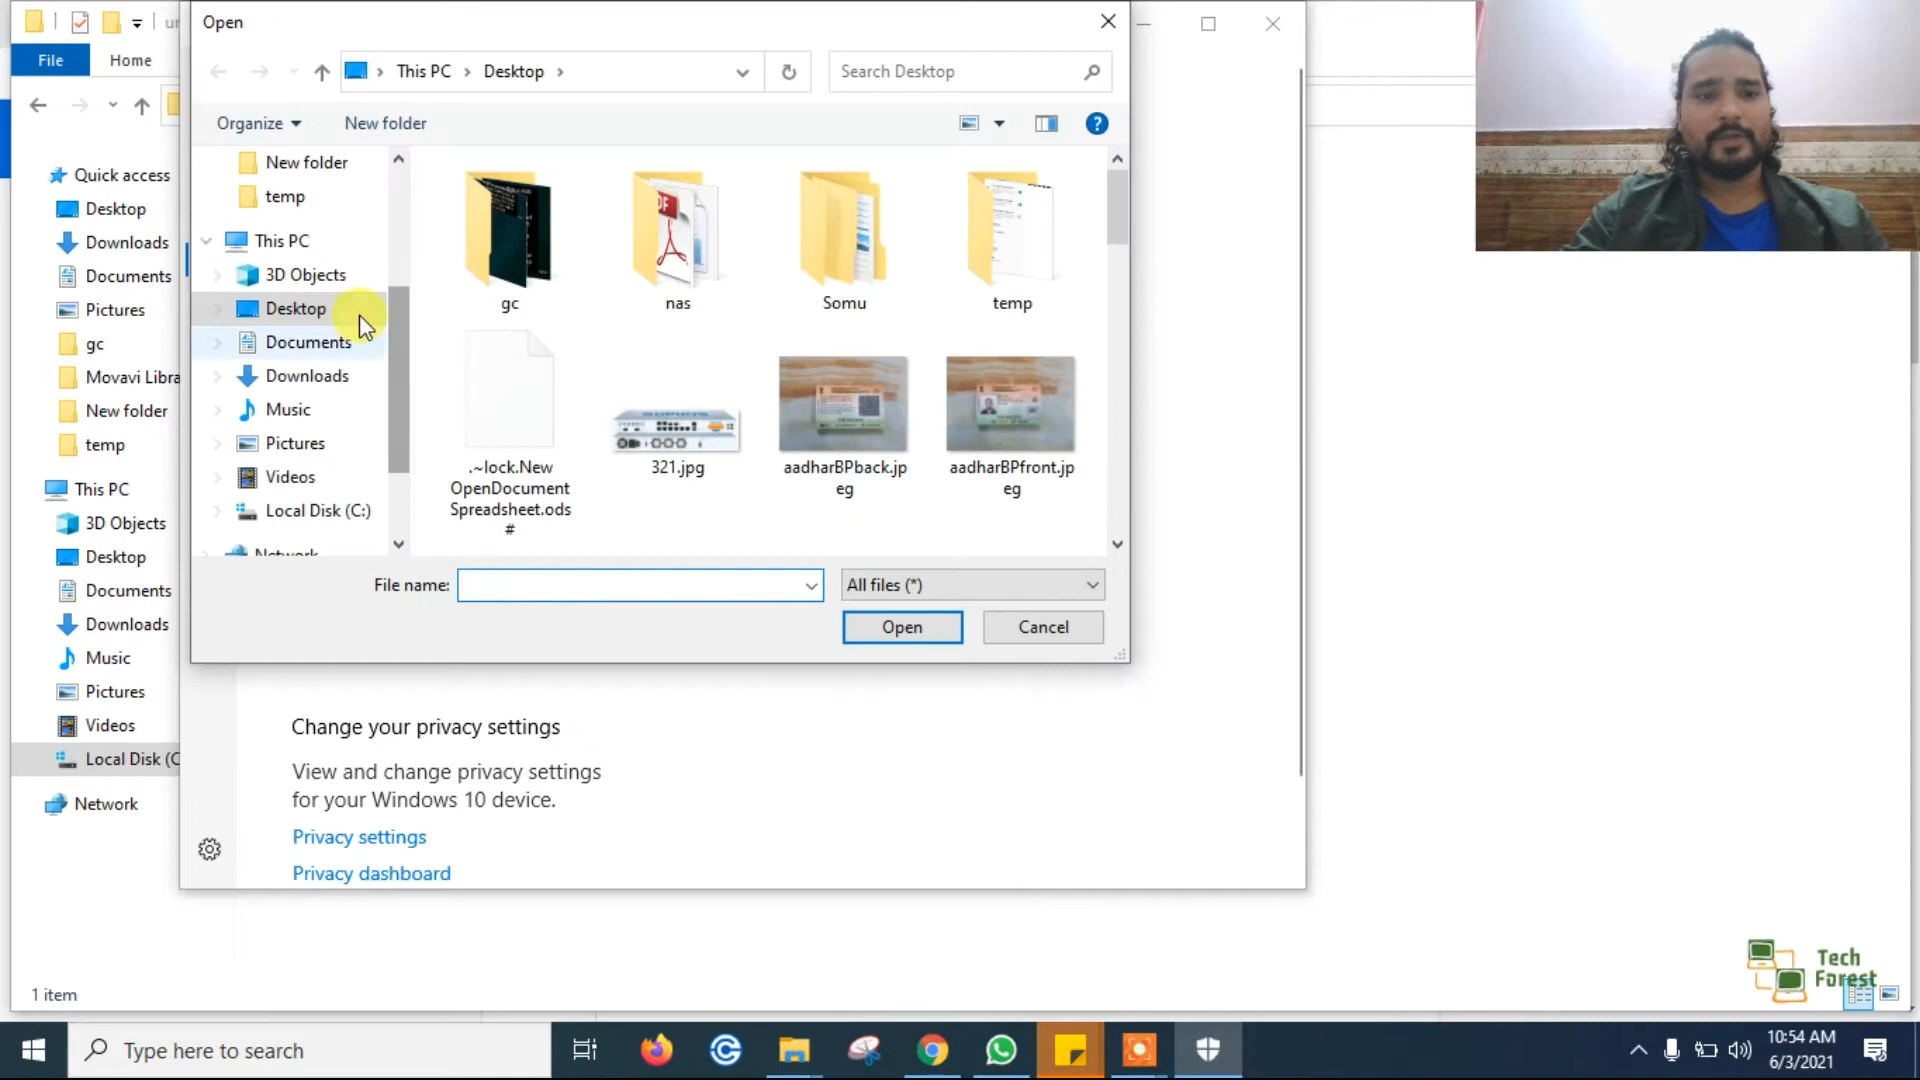 Open
File
Home
This PC
Desktop
Search Desktop
Organize
New folder
Quick access
Desktop
Downloads
Documents
Pictures
gc
Movavi Libra
New folder
temp
This PC
3D Objects
Desktop
Documents
Downloads
Music
Pictures
Videos
Local Disk (C
Network
New folder
temp
This PC
3D Objects
Desktop
Documents
Downloads
Music
Pictures
Videos
Local Disk (C:)
Network
gc
nas
Somu
temp
.~lock.New
OpenDocument
Spreadsheet.ods
#
321.jpg
aadharBPback.jp
eg
aadharBPfront.jp
eg
File name:
All files (*)
Open
Cancel
Change your privacy settings
View and change privacy settings
for your Windows 10 device.
Privacy settings
Privacy dashboard
1 item
Tech
Forest
Type here to search
10:54 AM
6/3/2021